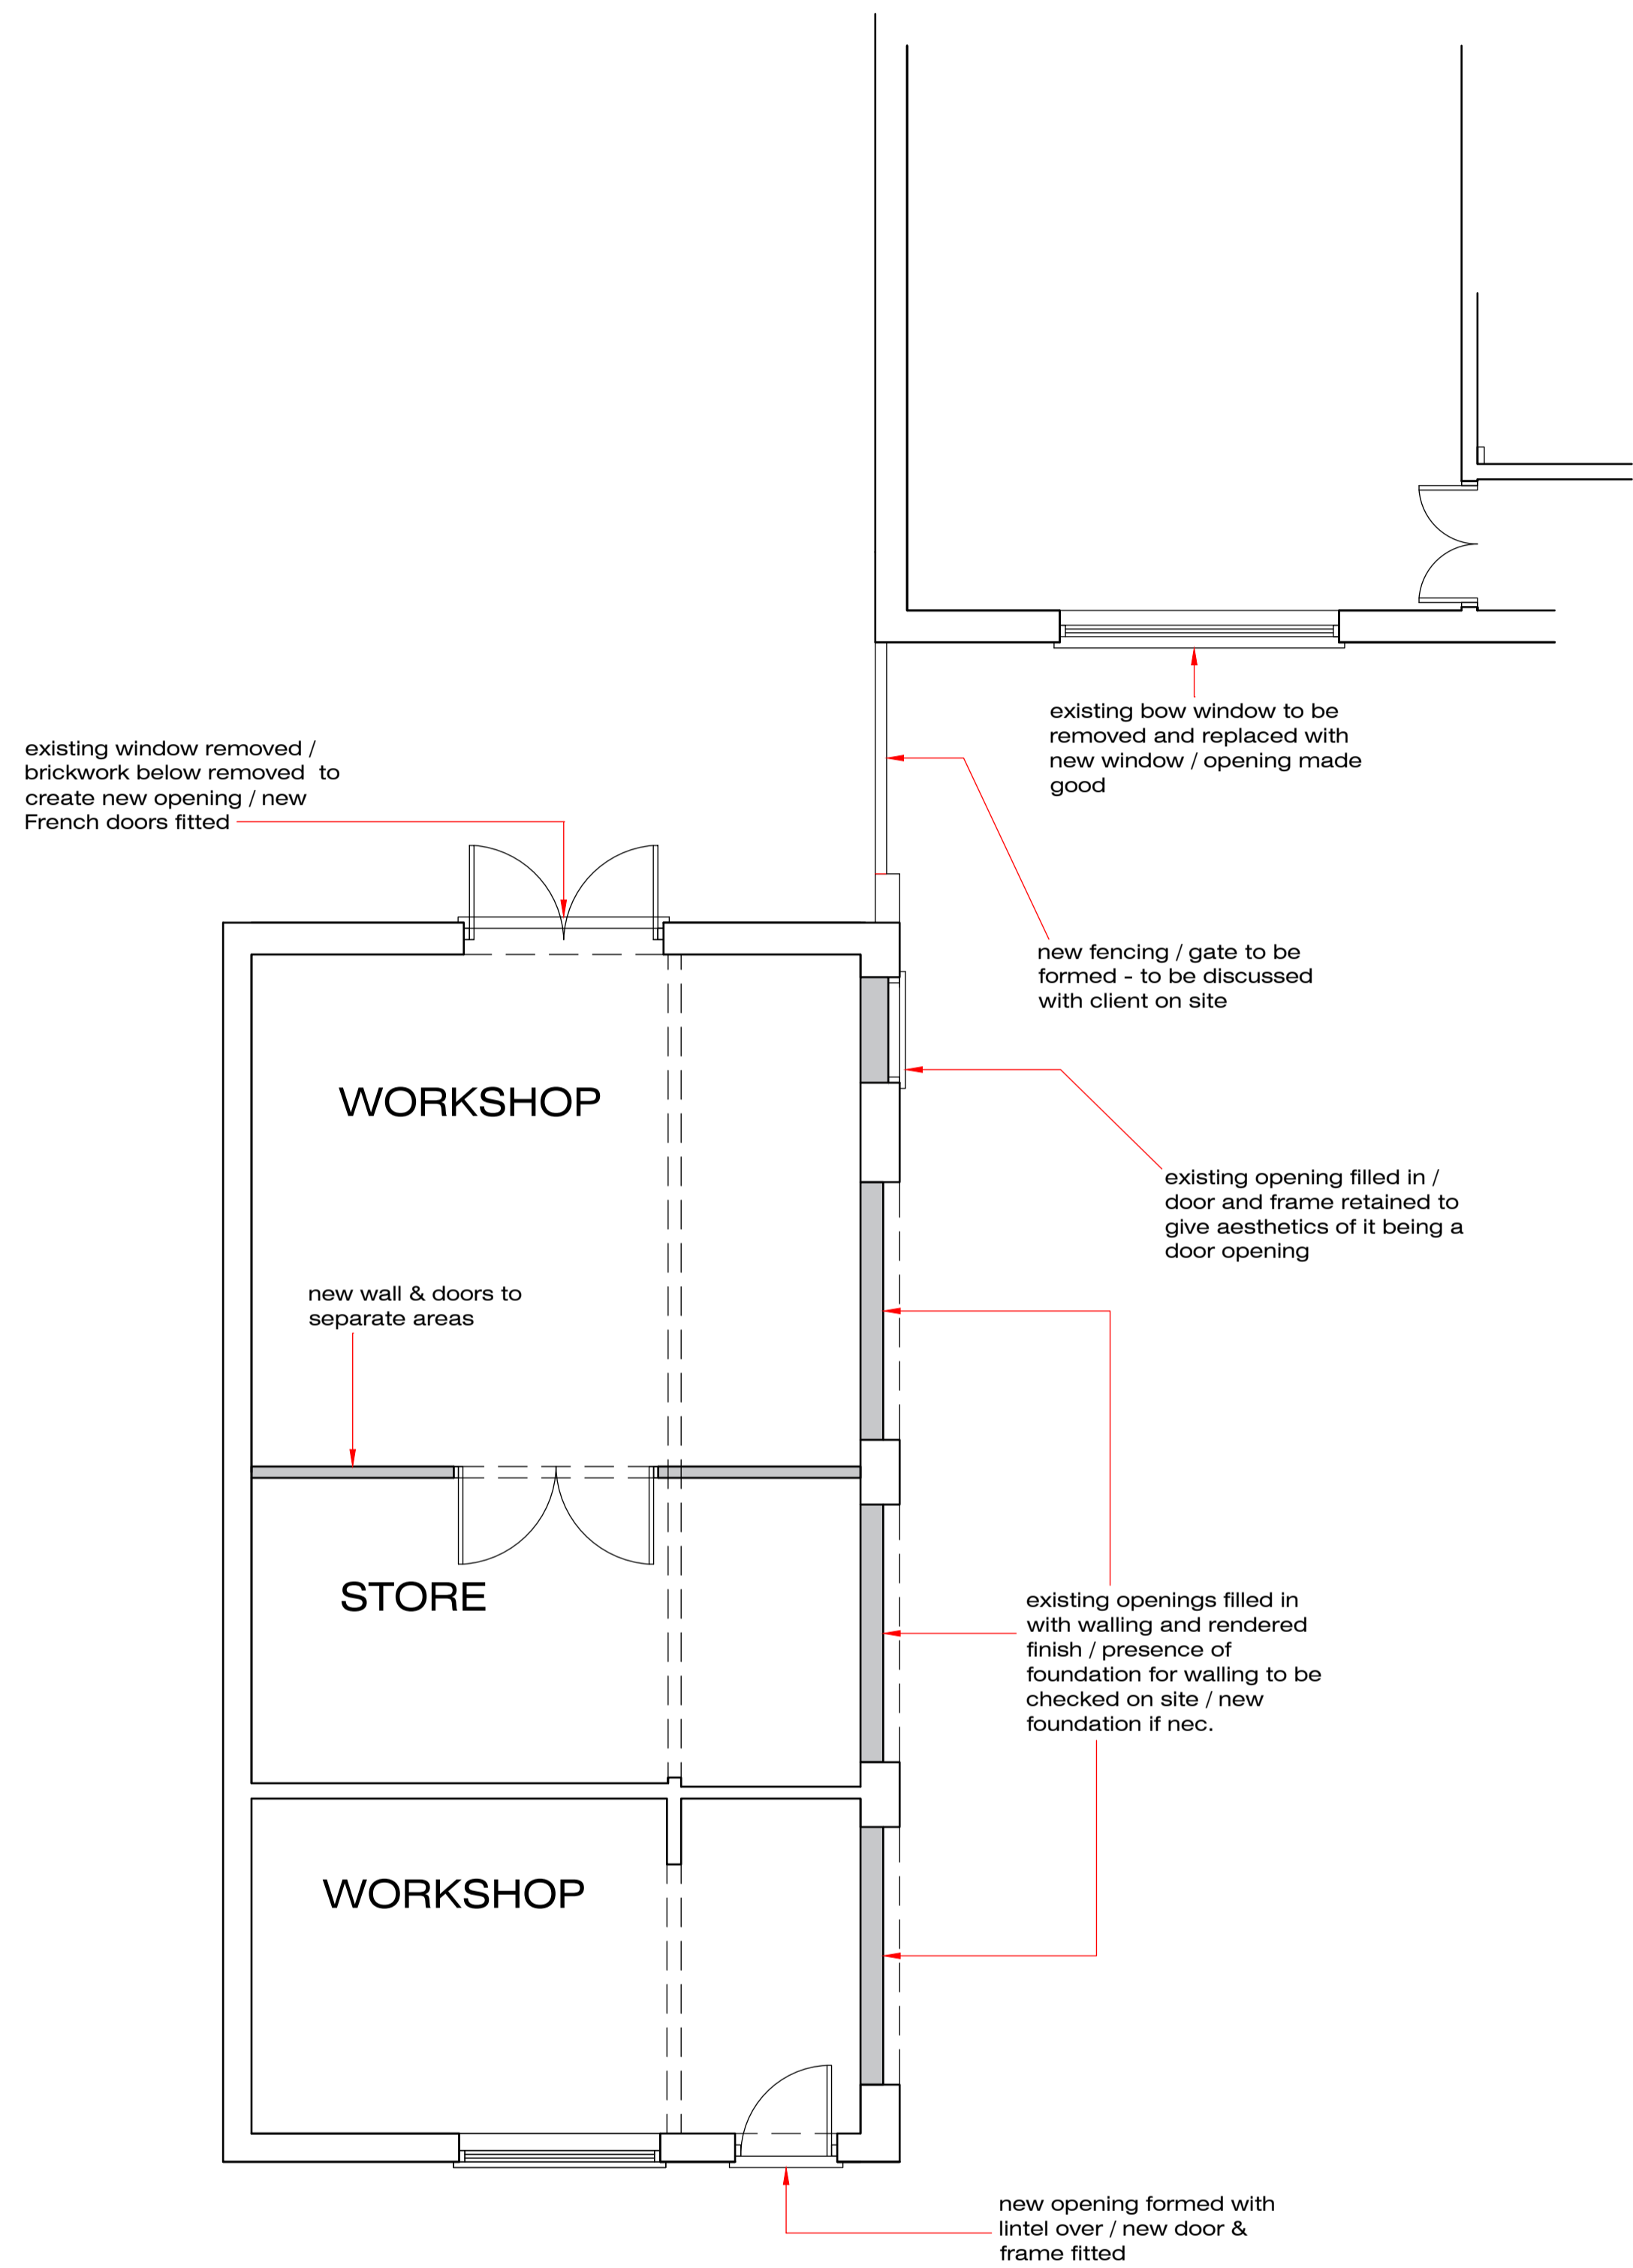 existing bow window to be
removed and replaced with
new window / opening made
good
existing window removed /
brickwork below removed  to
create new opening / new
French doors fitted
new fencing / gate to be
formed - to be discussed
with client on site
WORKSHOP
existing opening filled in /
door and frame retained to
give aesthetics of it being a
door opening
new wall & doors to
separate areas
STORE
existing openings filled in
with walling and rendered
finish / presence of
foundation for walling to be
checked on site / new
foundation if nec.
WORKSHOP
new opening formed with
lintel over / new door &
frame fitted